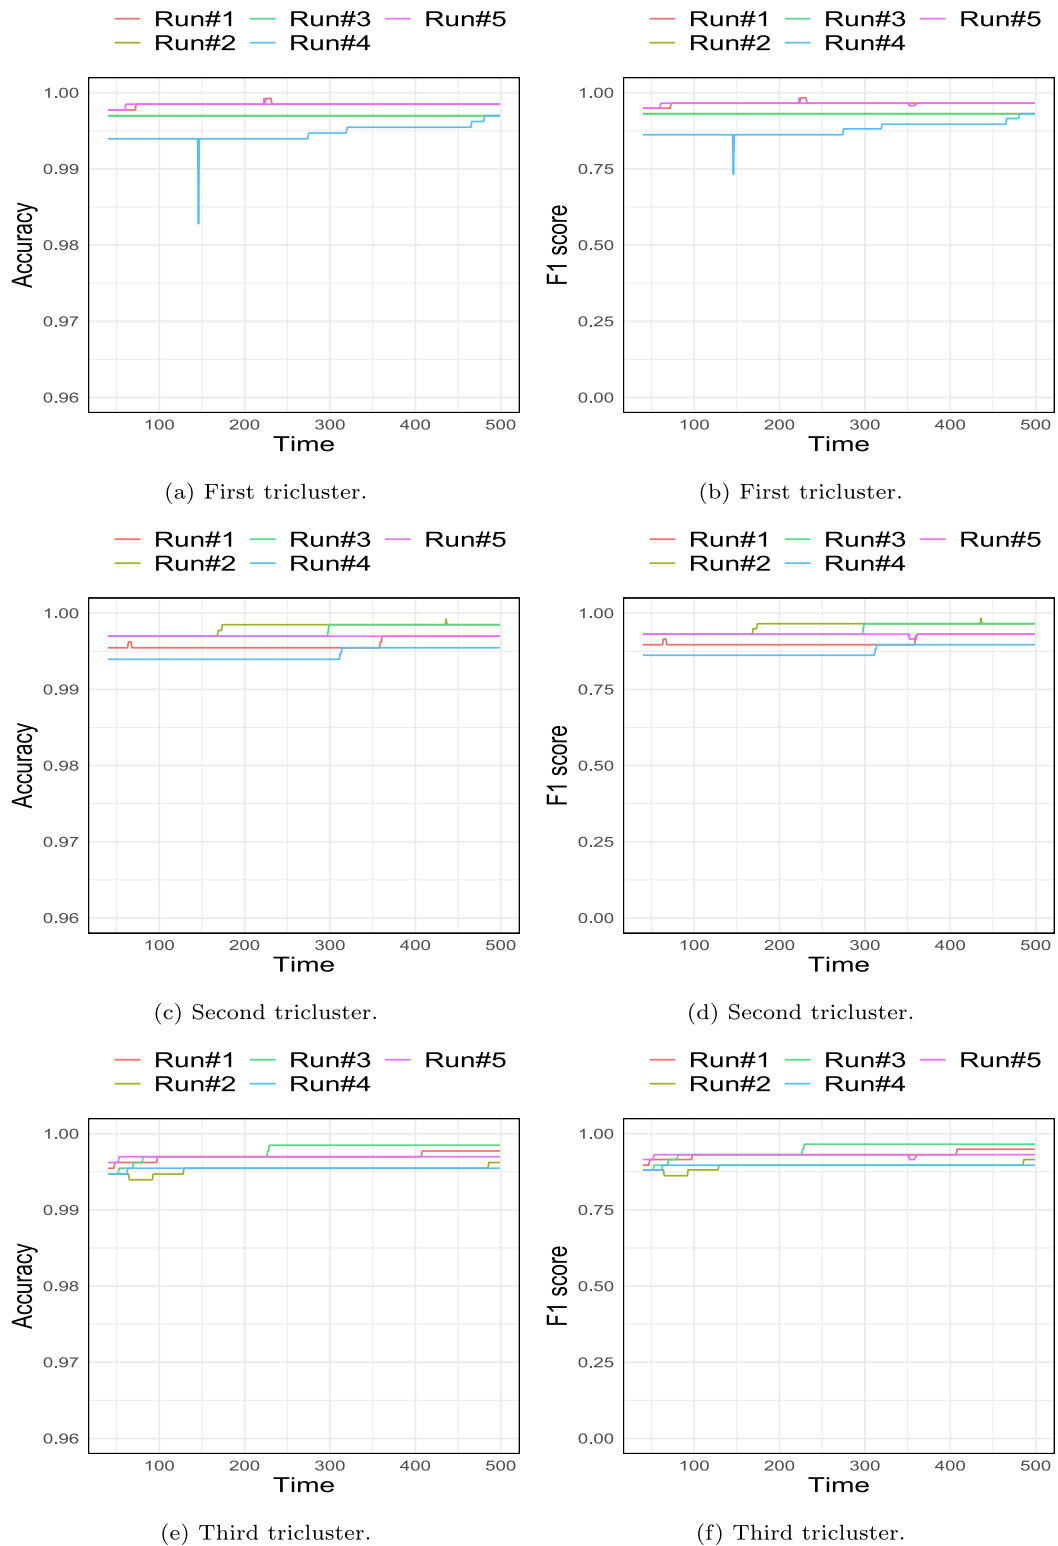 Run#1 Run#3 Run#5
Run#2 Run#4
Accuracy
1.00
0.99
0.98
0.97
0.96
100 200 300 400 500
Time
(a) First tricluster.
Run#1 Run#3 Run#5
Run#2 Run#4
F1 score
1.00
0.75
0.50
0.25
0.00
100 200 300 400 500
Time
(b) First tricluster.
Run#1 Run#3 Run#5
Run#2 Run#4
Accuracy
1.00
0.99
0.98
0.97
0.96
100 200 300 400 500
Time
(c) Second tricluster.
Run#1 Run#3 Run#5
Run#2 Run#4
F1 score
1.00
0.75
0.50
0.25
0.00
100 200 300 400 500
Time
(d) Second tricluster.
Run#1 Run#3 Run#5
Run#2 Run#4
Accuracy
1.00
0.99
0.98
0.97
0.96
100 200 300 400 500
Time
(e) Third tricluster.
Run#1 Run#3 Run#5
Run#2 Run#4
F1 score
1.00
0.75
0.50
0.25
0.00
100 200 300 400 500
Time
(f) Third tricluster.